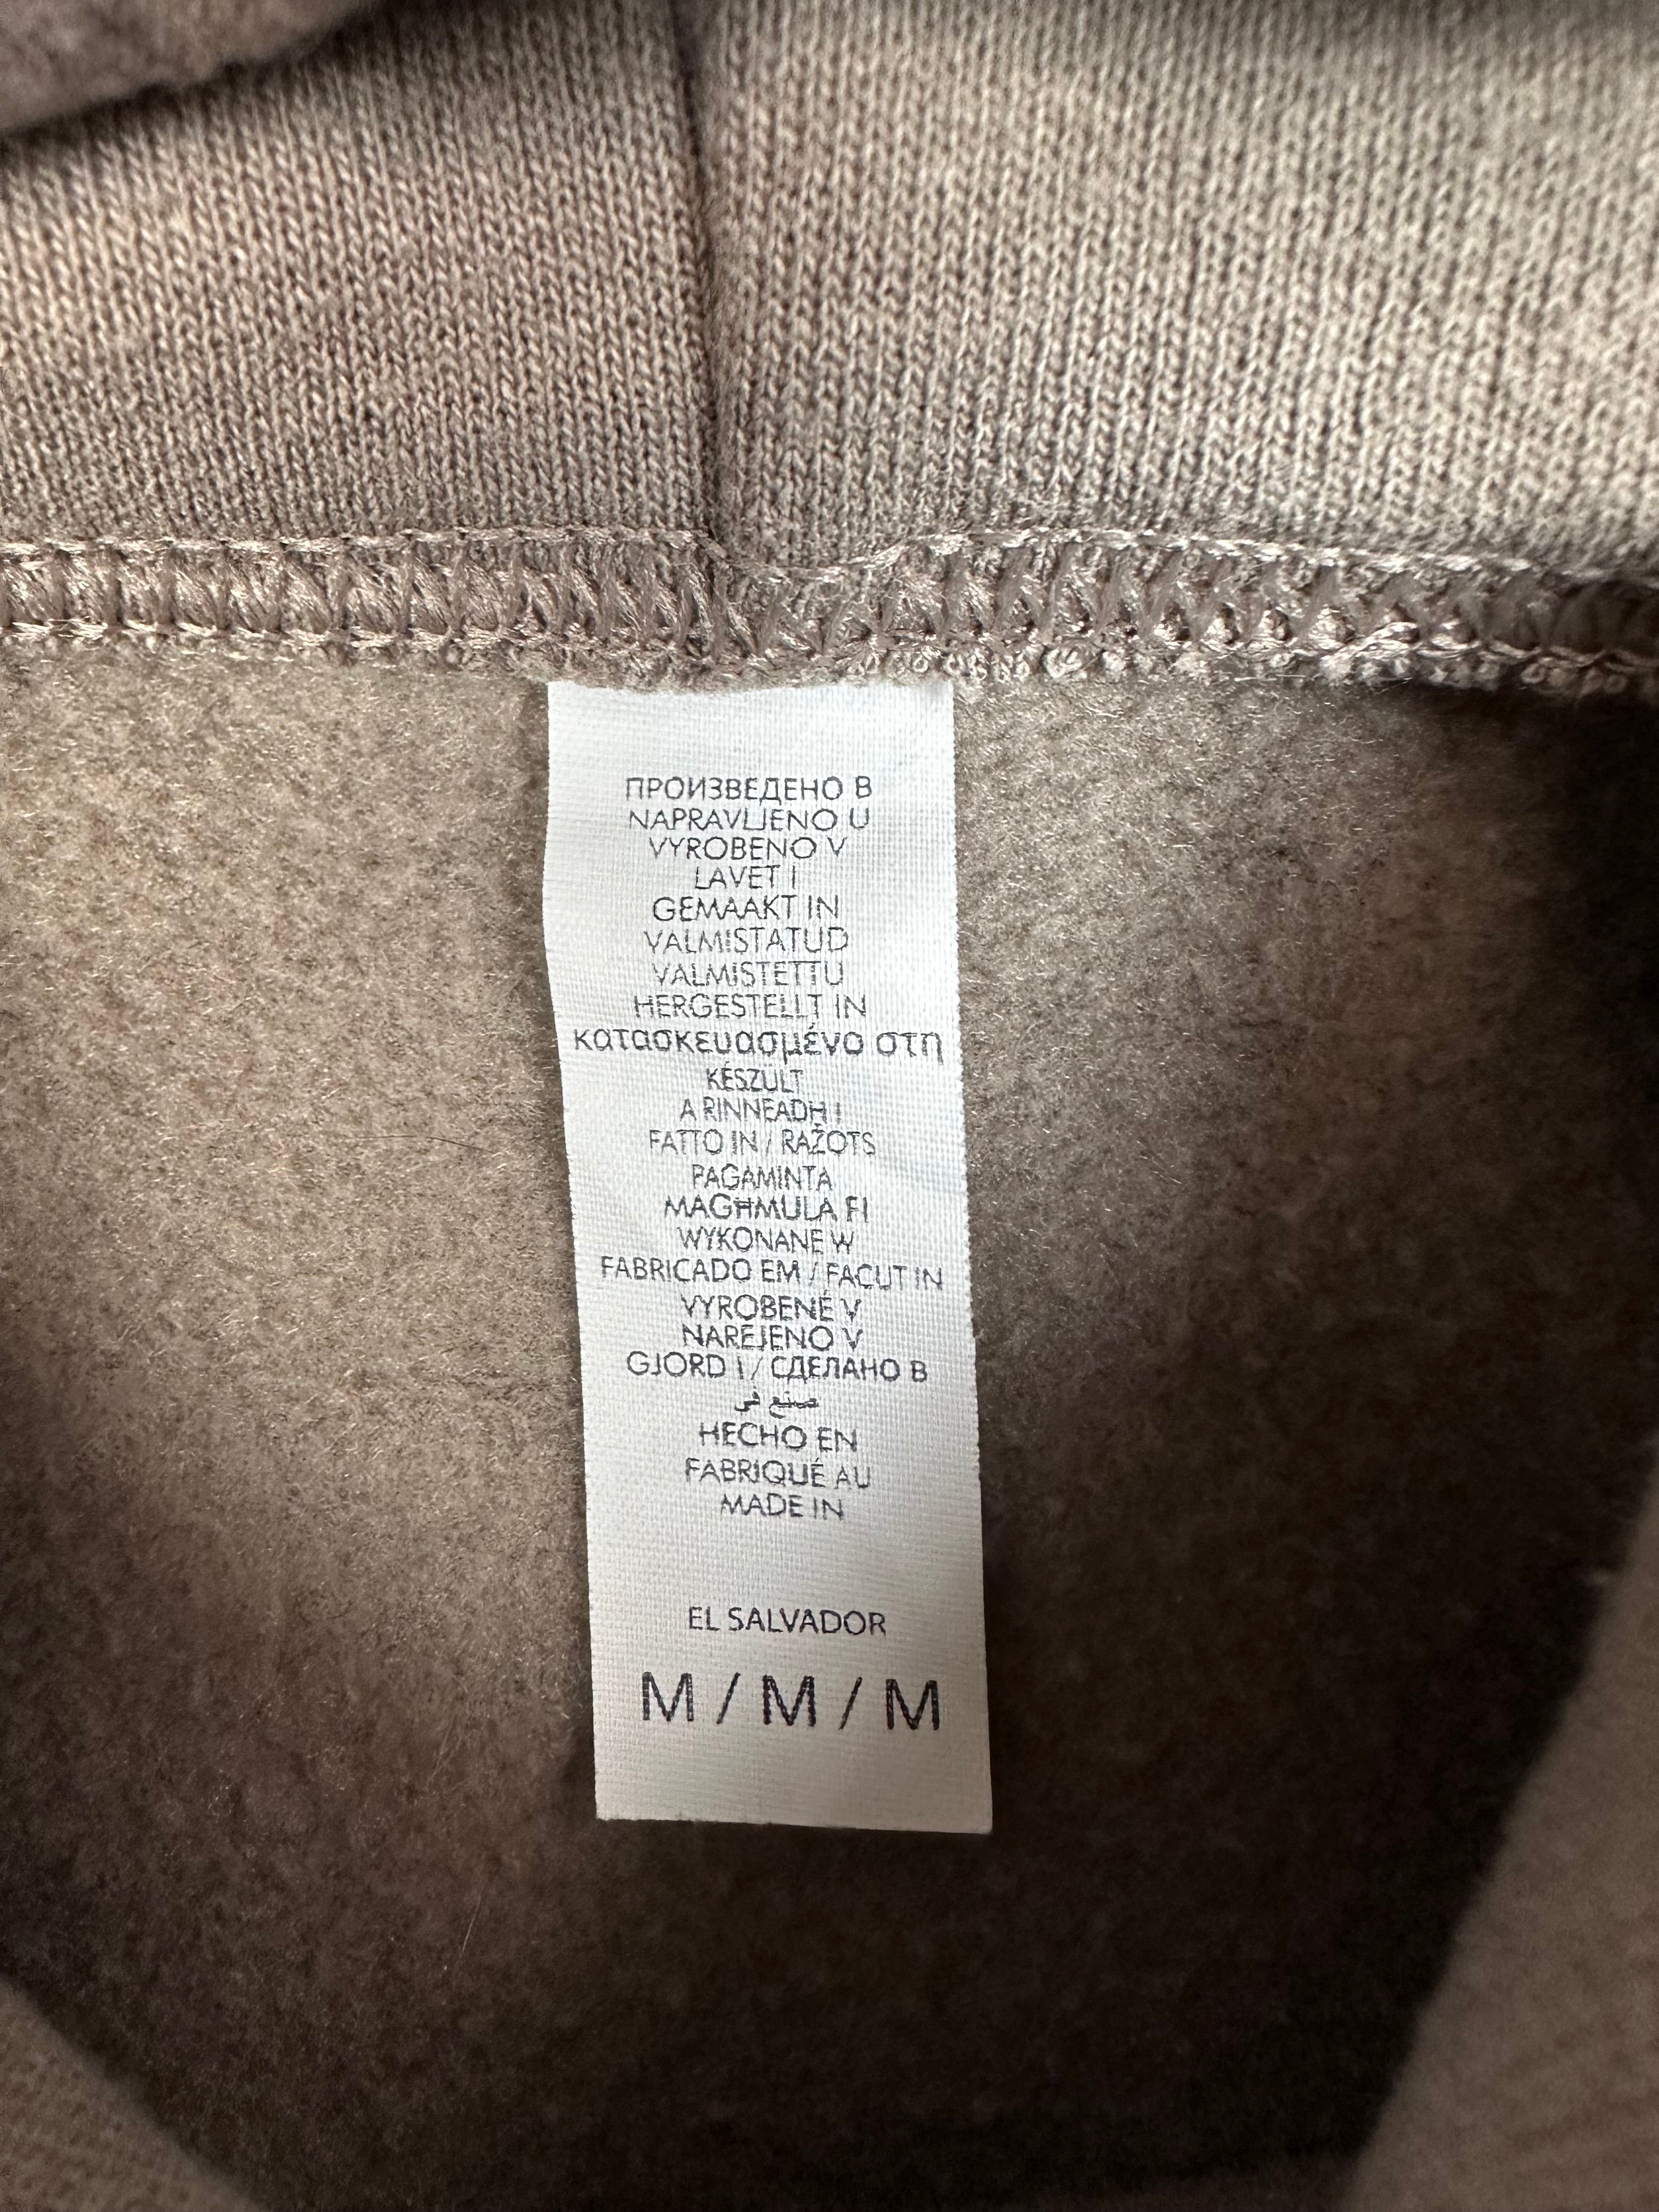 ПРОИЗВЕДЕНО В
NAPRAVLJENO U
VYROBENO V
LAVET I
GEMAAKT IN
VALMISTATUD
VALMISTETTU
HERGESTELLT IN
κατασκευασμένο στη
KÉSZÜLT
A RINNEADH I
FATTO IN / RAŽOTS
PAGAMINTA
MAGĦMULA FI
WYKONANE W
FABRICADO EM / FACUT IN
VYROBENÉ V
NAREJENO V
GJORD I / СДЕЛАНО В
صنع في
HECHO EN
FABRIQUÉ AU
MADE IN
EL SALVADOR
M / M / M